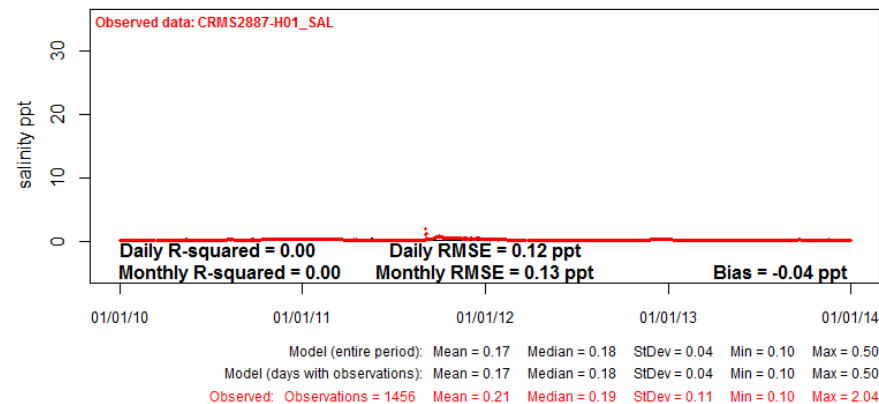 Observed data: CRMS2887-H01_SAL
salinity ppt
30
20
10
0
Daily R-squared = 0.00 Daily RMSE = 0.12 ppt
Monthly R-squared = 0.00 Monthly RMSE = 0.13 ppt Bias = -0.04 ppt
01/01/10 01/01/11 01/01/12 01/01/13 01/01/14
Model (entire period): Mean = 0.17 Median = 0.18 StDev = 0.04 Min = 0.10 Max = 0.50
Model (days with observations): Mean = 0.17 Median = 0.18 StDev = 0.04 Min = 0.10 Max = 0.50
Observed: Observations = 1456 Mean = 0.21 Median = 0.19 StDev = 0.11 Min = 0.10 Max = 2.04